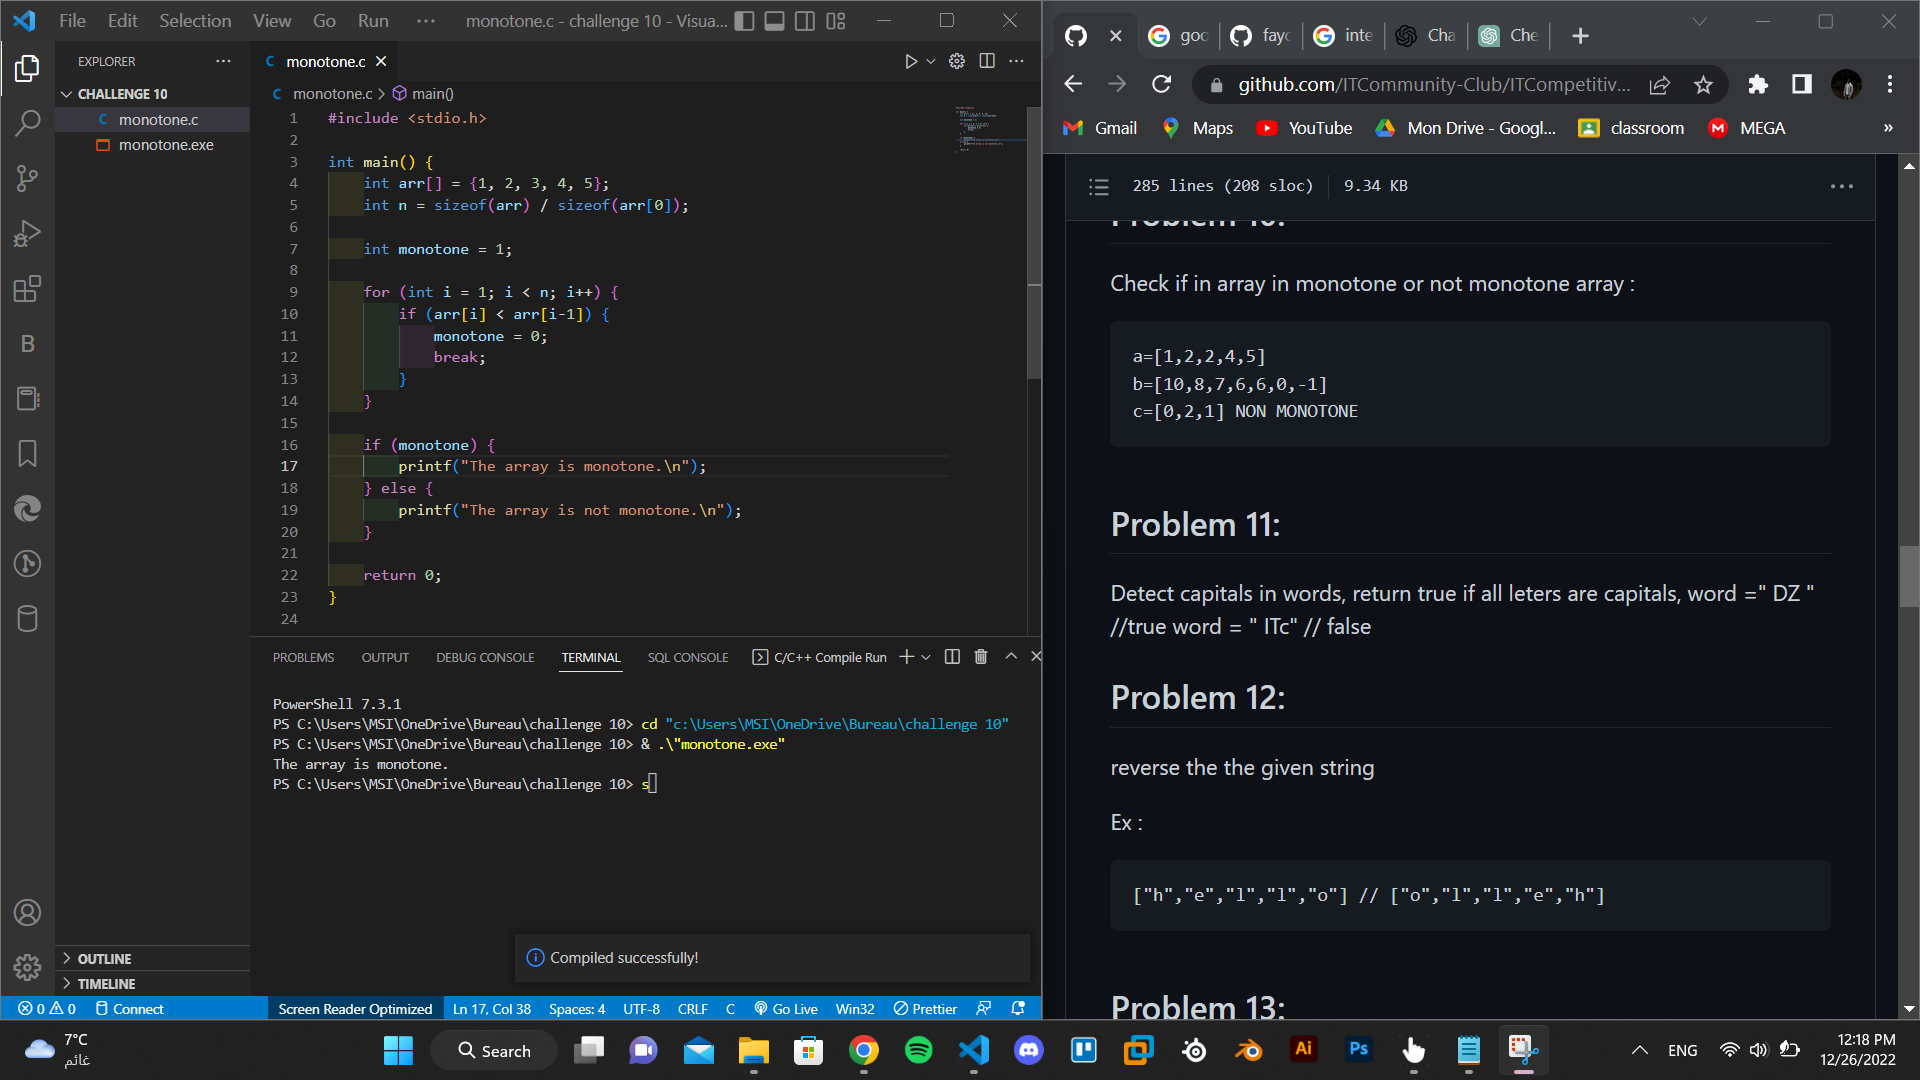 File Edit Selection View Go Run ··· monotone.c - challenge 10 - Visua...
EXPLORER ···
CHALLENGE 10
C monotone.c
monotone.exe
C monotone.c
C monotone.c > main()
1 #include <stdio.h>
2
3 int main() {
4 int arr[] = {1, 2, 3, 4, 5};
5 int n = sizeof(arr) / sizeof(arr[0]);
6
7 int monotone = 1;
8
9 for (int i = 1; i < n; i++) {
10 if (arr[i] < arr[i-1]) {
11 monotone = 0;
12 break;
13 }
14 }
15
16 if (monotone) {
17 printf("The array is monotone.\n");
18 } else {
19 printf("The array is not monotone.\n");
20 }
21
22 return 0;
23 }
24
PROBLEMS OUTPUT DEBUG CONSOLE TERMINAL SQL CONSOLE C/C++ Compile Run
PowerShell 7.3.1
PS C:\Users\MSI\OneDrive\Bureau\challenge 10> cd "c:\Users\MSI\OneDrive\Bureau\challenge 10"
PS C:\Users\MSI\OneDrive\Bureau\challenge 10> & .\"monotone.exe"
The array is monotone.
PS C:\Users\MSI\OneDrive\Bureau\challenge 10> s
Compiled successfully!
OUTLINE
TIMELINE
0 0 Connect Screen Reader Optimized Ln 17, Col 38 Spaces: 4 UTF-8 CRLF C Go Live Win32 Prettier
goo fayc inte Cha Che
github.com/ITCommunity-Club/ITCompetitiv...
Gmail Maps YouTube Mon Drive - Googl... classroom MEGA »
285 lines (208 sloc) 9.34 KB
Problem 10:
Check if in array in monotone or not monotone array :
a=[1,2,2,4,5]
b=[10,8,7,6,6,0,-1]
c=[0,2,1] NON MONOTONE
Problem 11:
Detect capitals in words, return true if all leters are capitals, word =" DZ "
//true word = " ITc" // false
Problem 12:
reverse the the given string
Ex :
["h","e","l","l","o"] // ["o","l","l","e","h"]
Problem 13:
7°C
غائم
Search
Ai
Ps
ENG
12:18 PM
12/26/2022